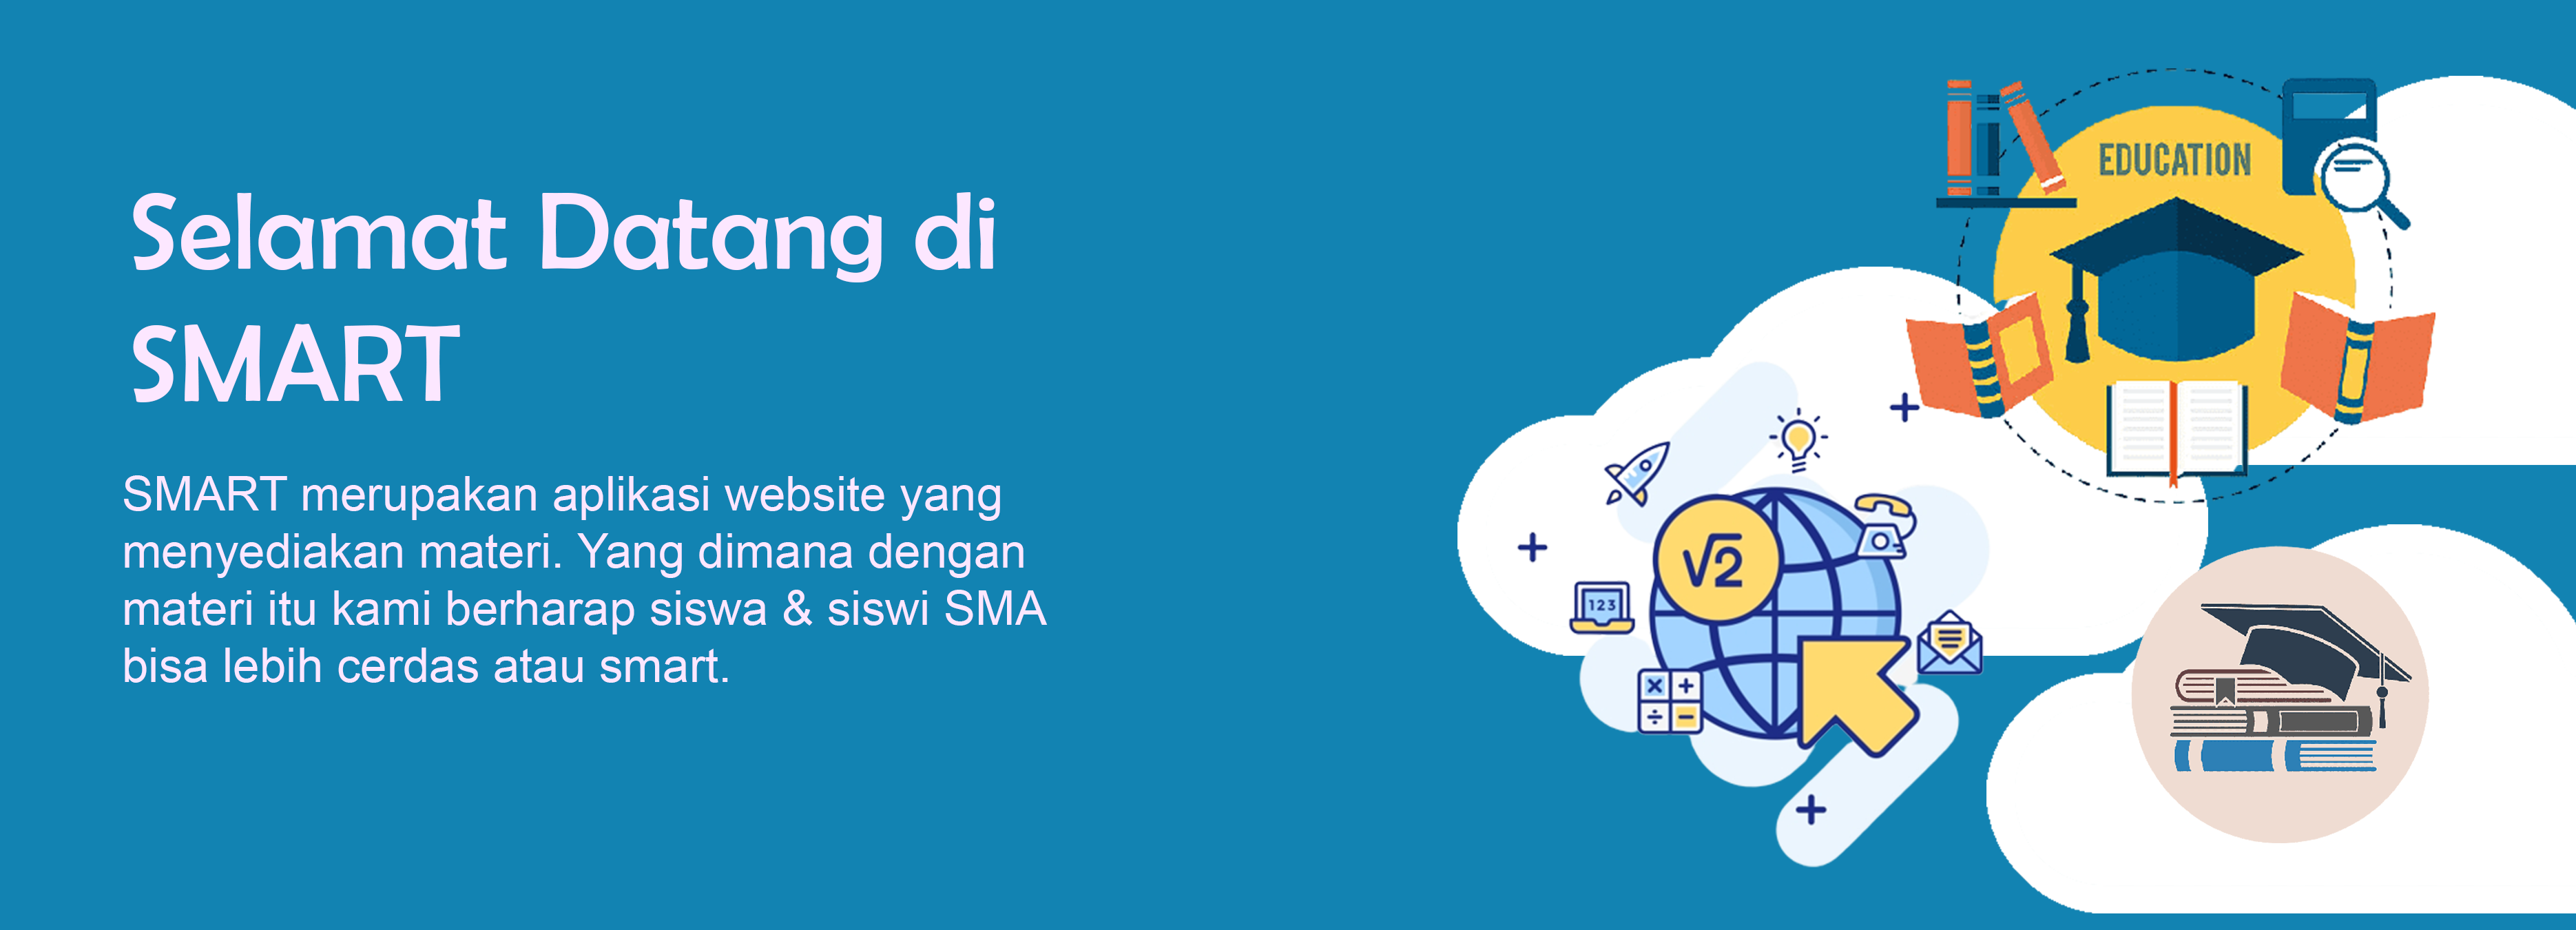 Selamat Datang di
SMART
SMART merupakan aplikasi website yang
menyediakan materi. Yang dimana dengan
materi itu kami berharap siswa & siswi SMA
bisa lebih cerdas atau smart.
EDUCATION
√2
123